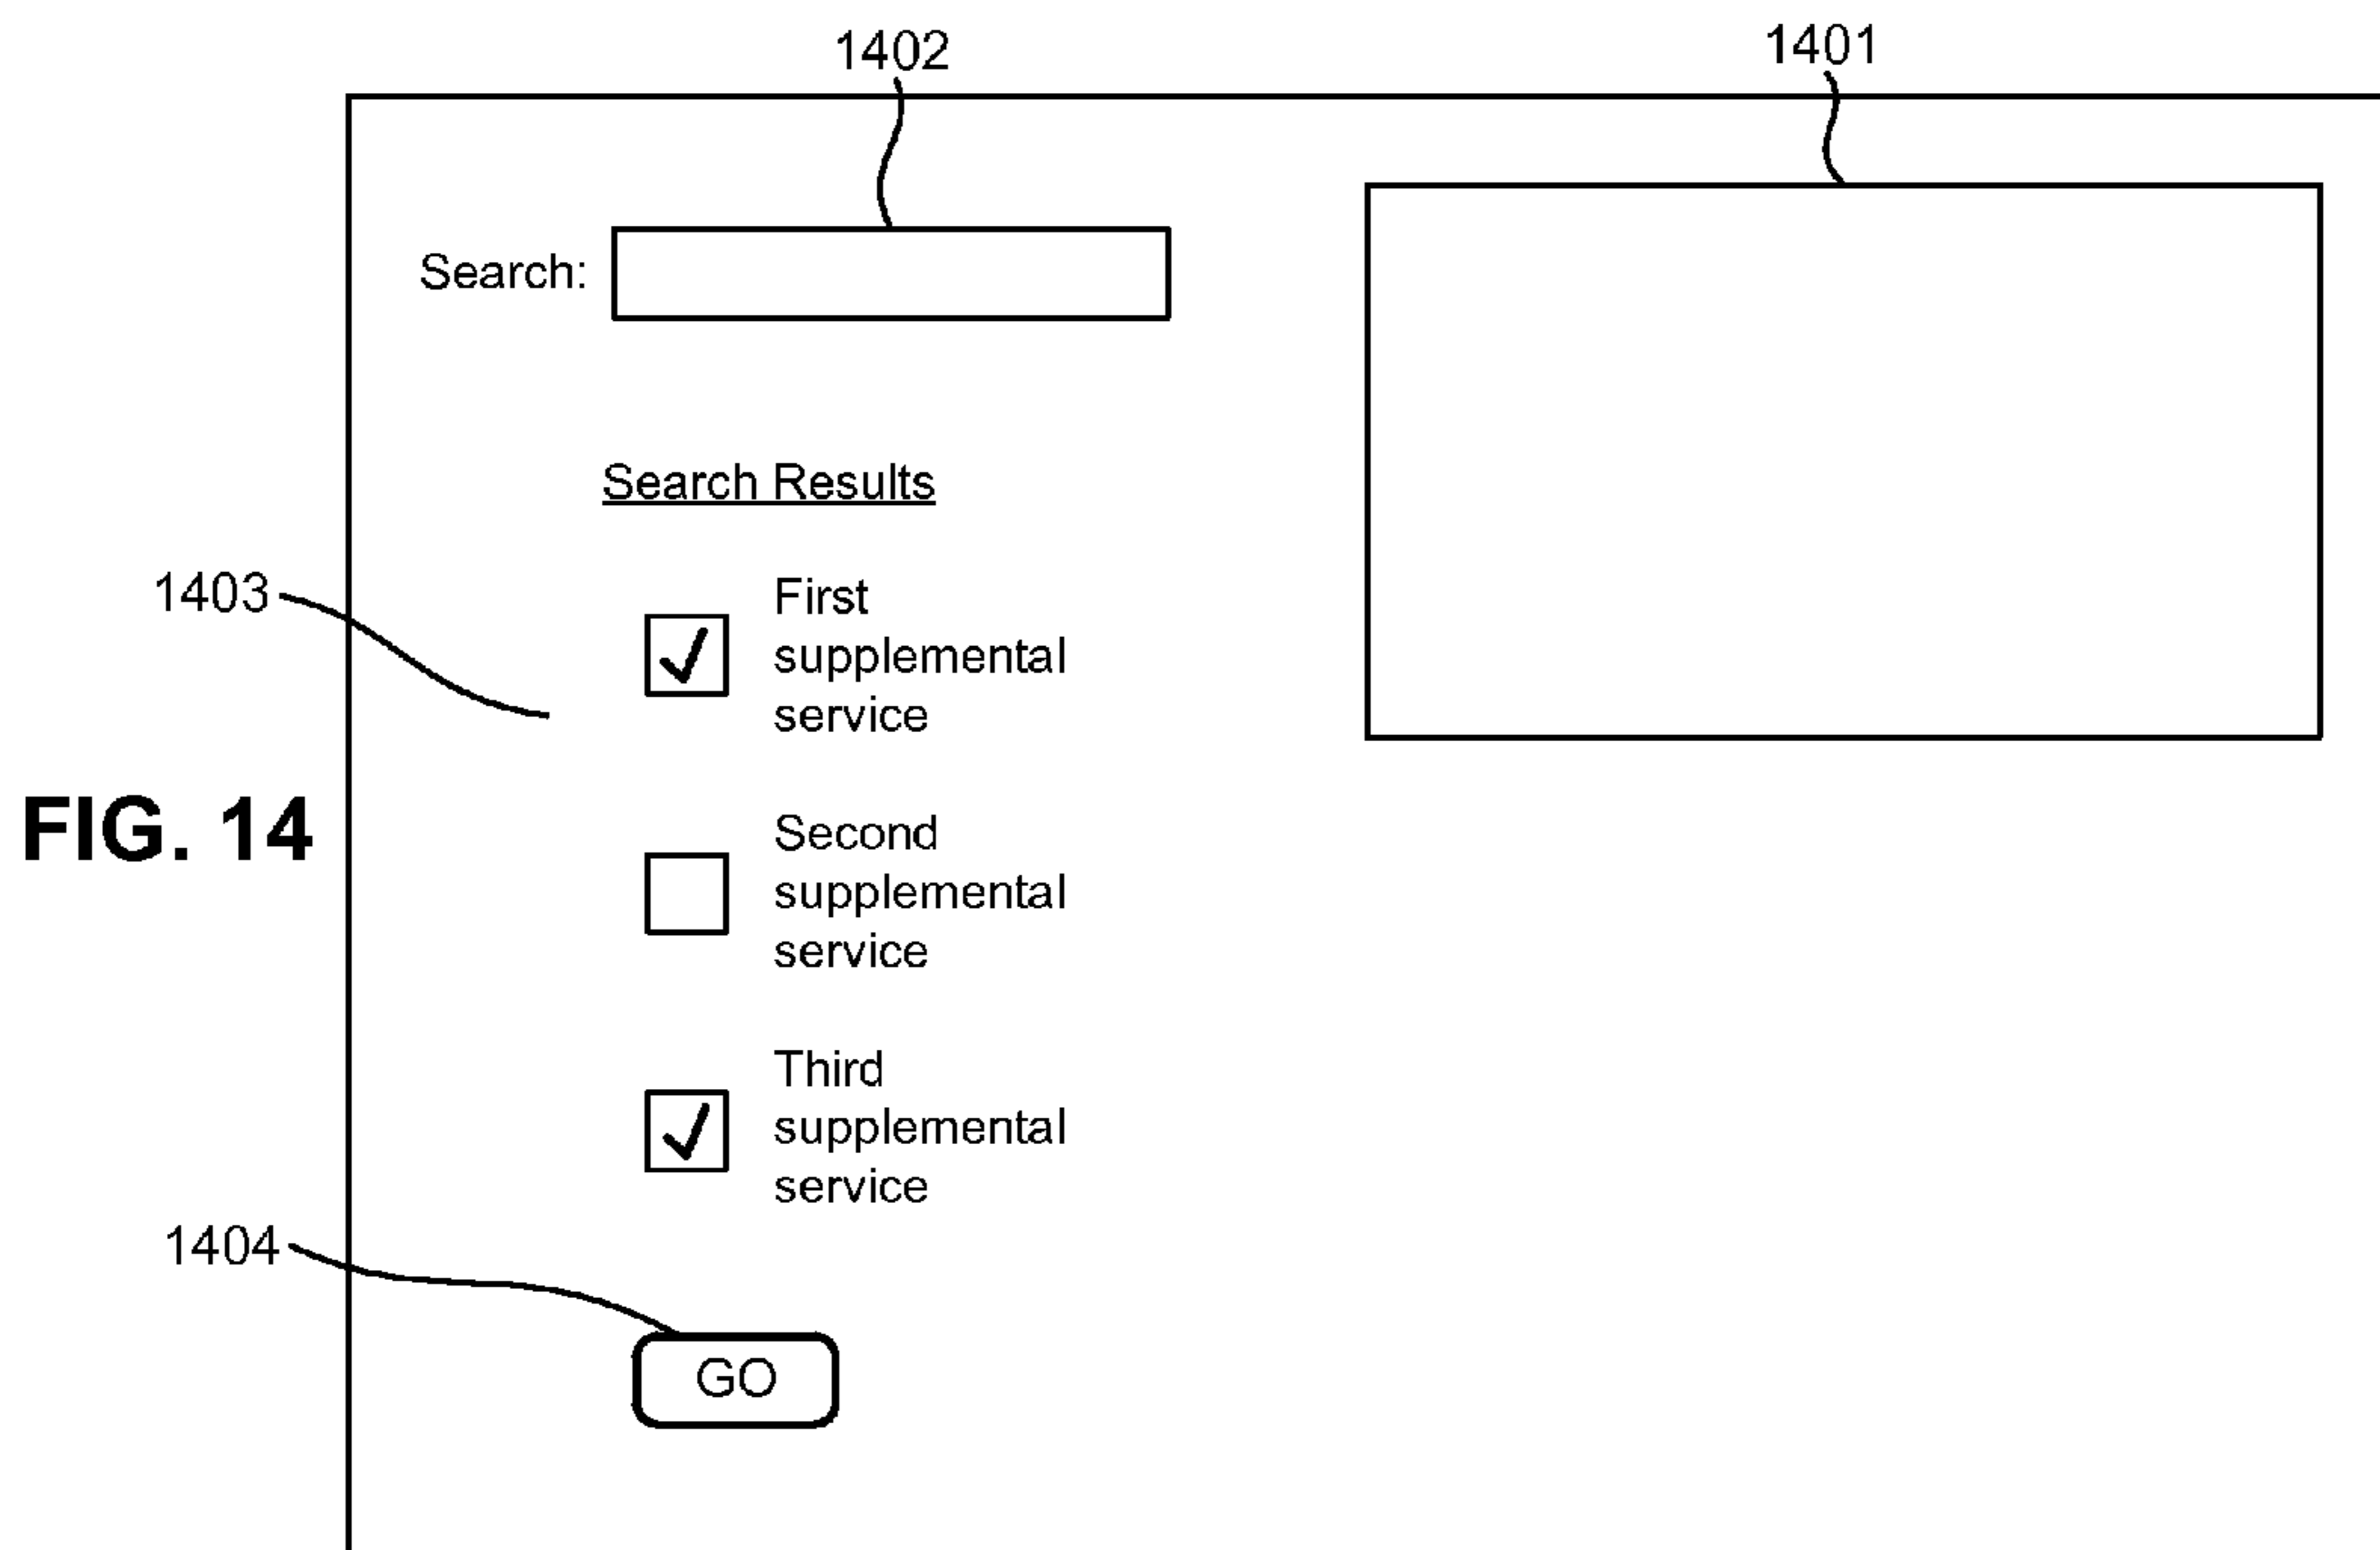 1402
1401
Search:
Search Results
1403
First
supplemental
service
FIG. 14
Second
supplemental
service
Third
supplemental
service
1404
GO